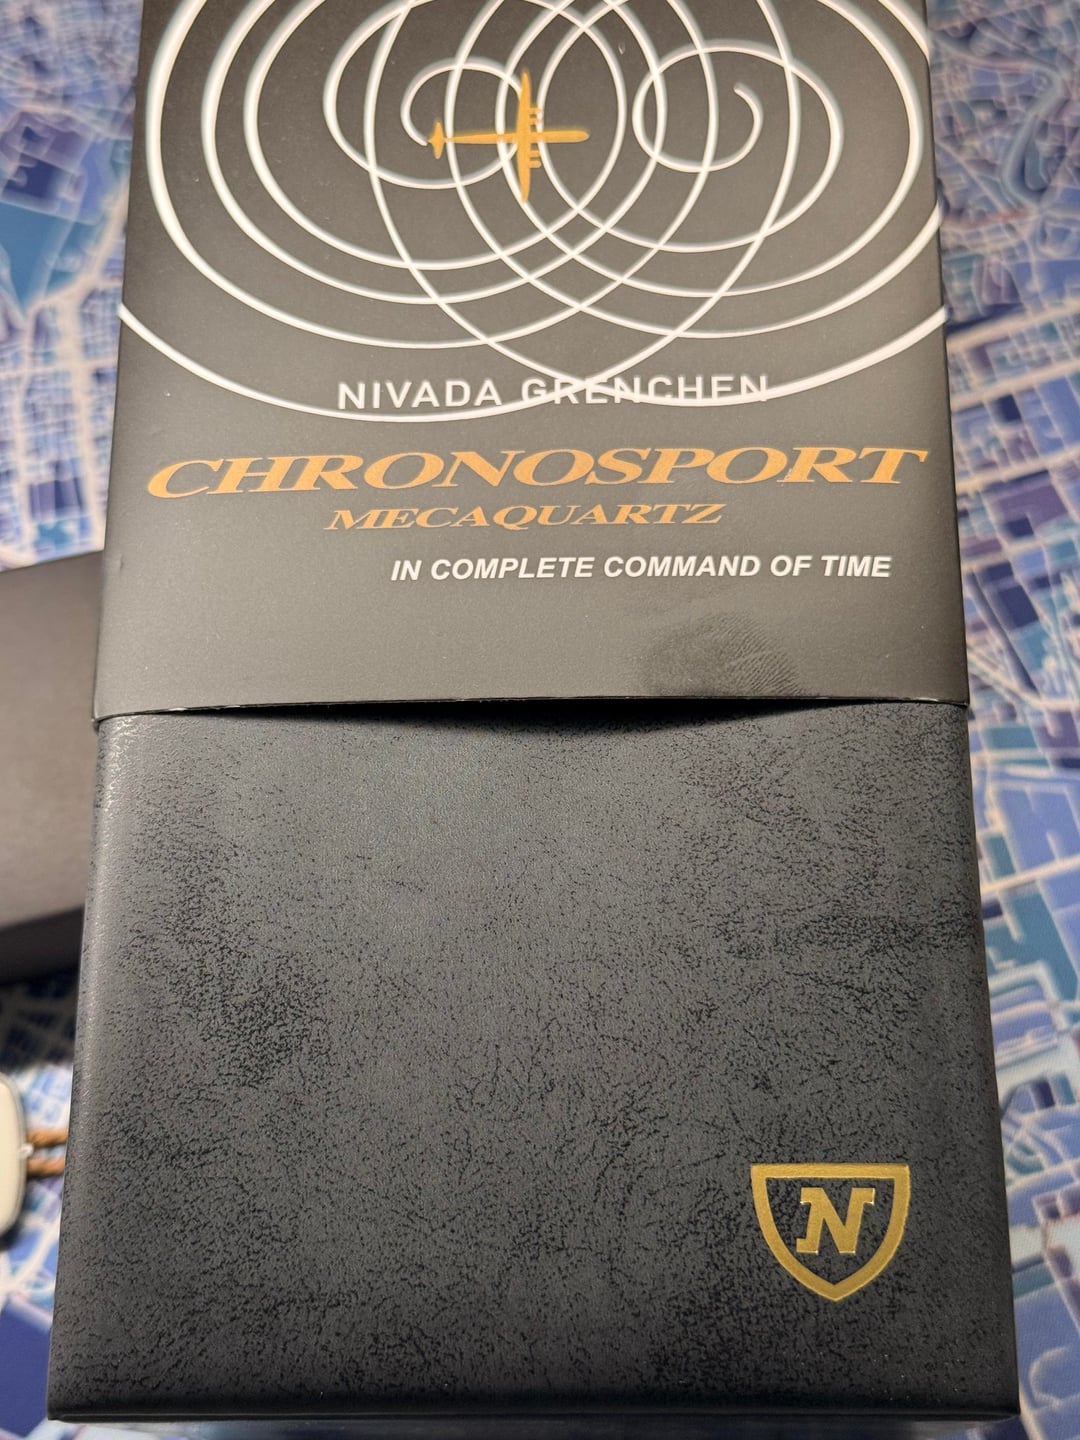 NIVADA GRENCHEN
CHRONOSPORT
MECAQUARTZ
IN COMPLETE COMMAND OF TIME
N